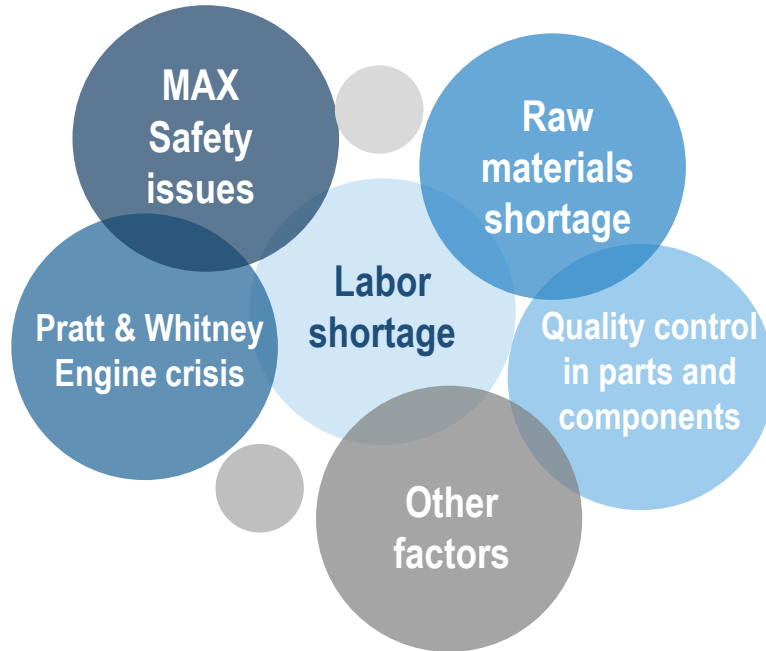 MAX
Safety
issues
Raw
materials
shortage
Labor
shortage
Pratt & Whitney
Engine crisis
Quality control
in parts and
components
Other
factors